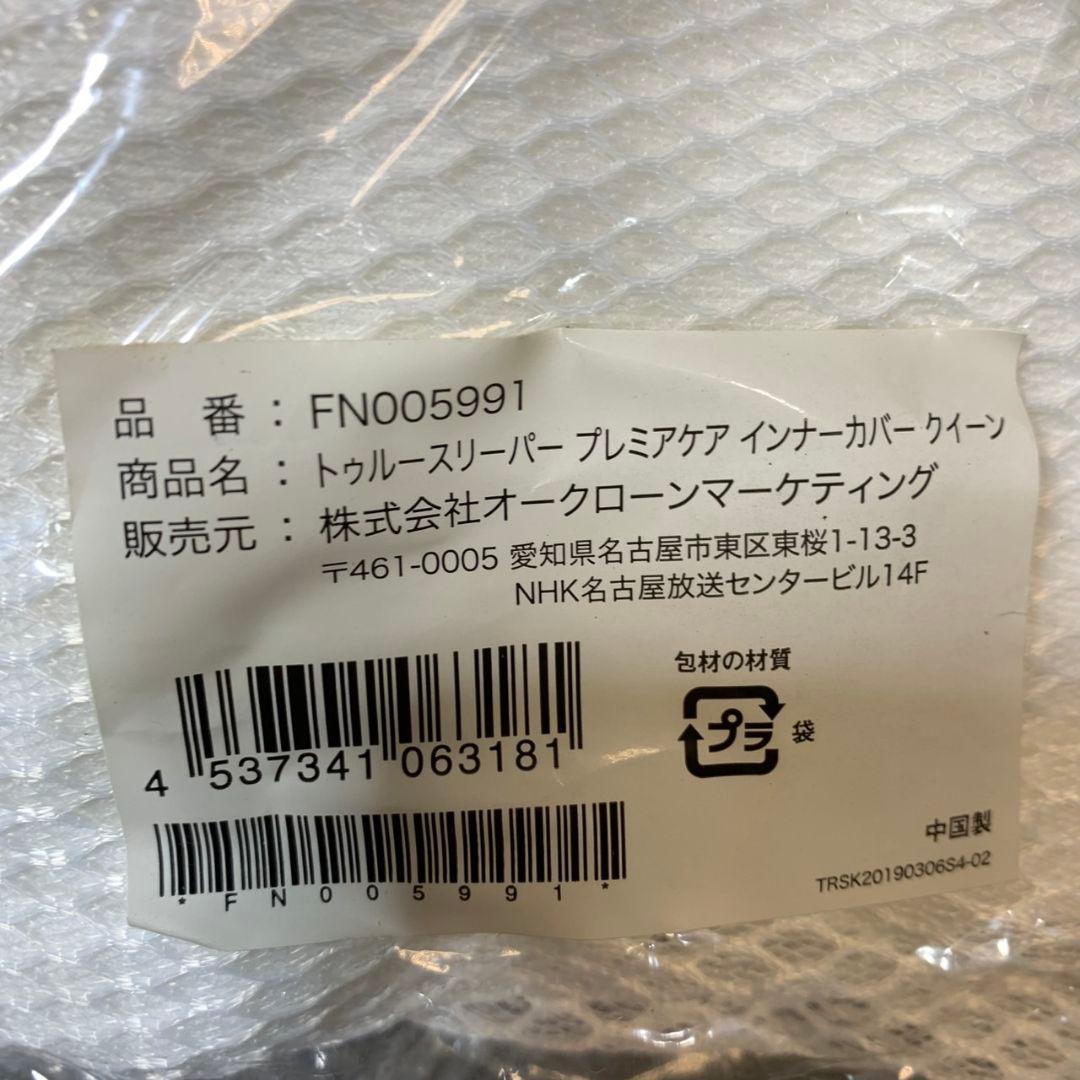 品 番 : FN005991
商品名 : トゥルースリーパー プレミアケア インナーカバー クイーン
販売元 : 株式会社オークローンマーケティング
〒461-0005 愛知県名古屋市東区東桜1-13-3
NHK名古屋放送センタービル14F
包材の材質
プラ 袋
4 537341 063181
*FN005991*
中国製
TRSK20190306S4-02